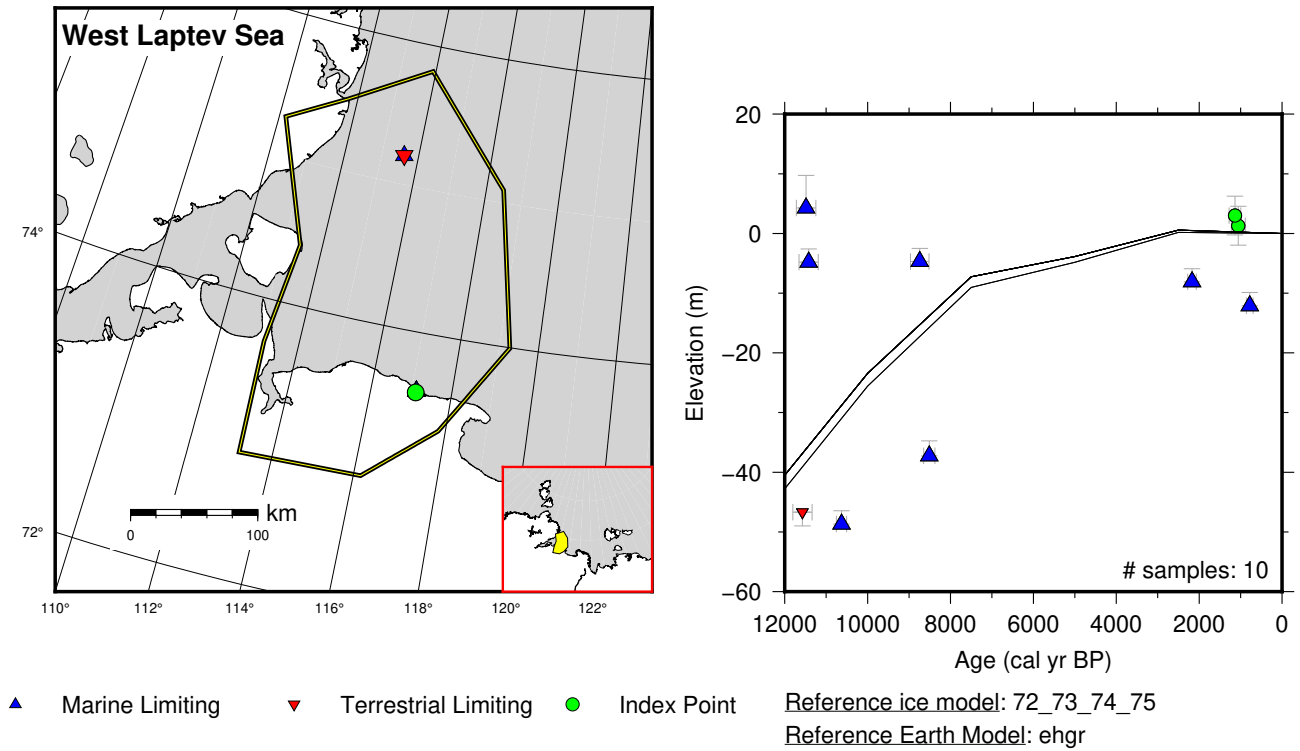 West Laptev Sea
74°
72°
km
0 100
110° 112° 114° 116° 118° 120° 122°
20
0
−20
−40
−60
Elevation (m)
# samples: 10
12000 10000 8000 6000 4000 2000 0
Age (cal yr BP)
Marine Limiting Terrestrial Limiting Index Point
Reference ice model: 72_73_74_75
Reference Earth Model: ehgr